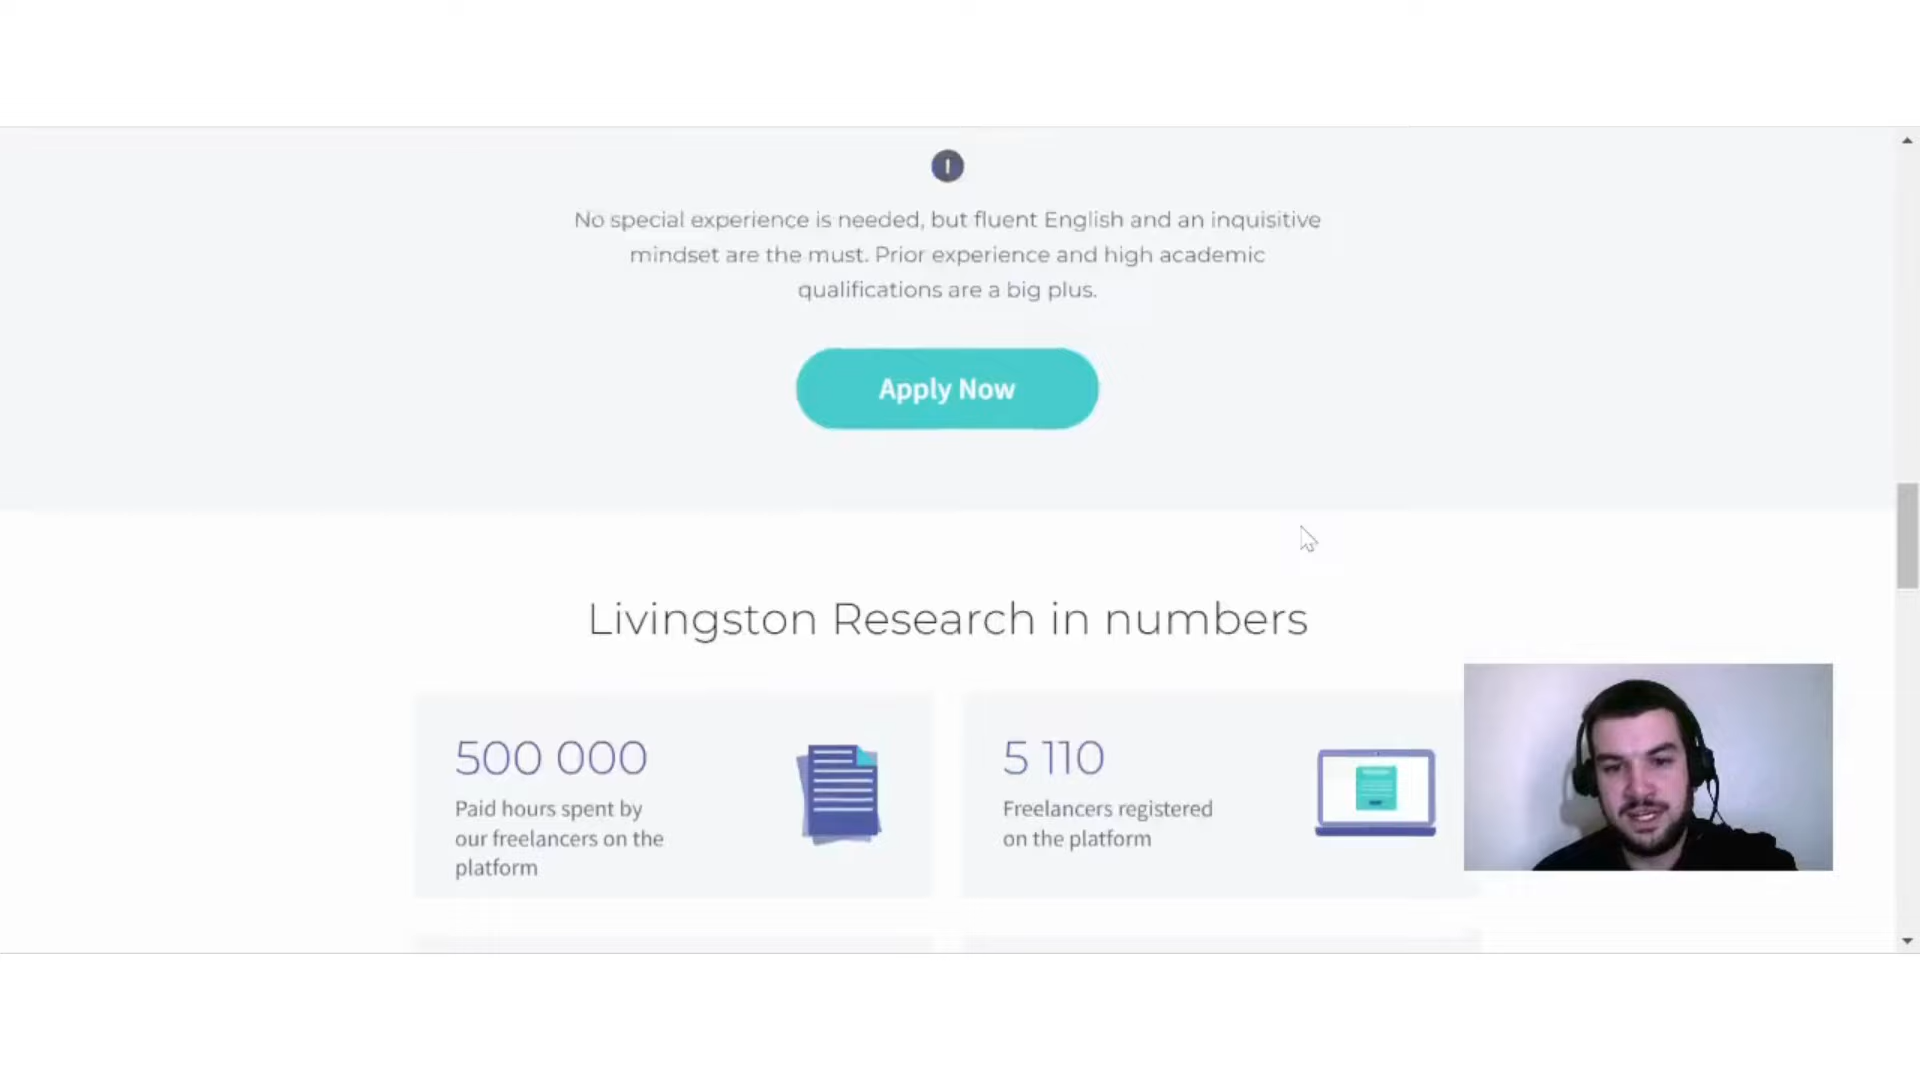 No special experience is needed, but fluent English and an inquisitive
mindset are the must. Prior experience and high academic
qualifications are a big plus.
Apply Now
Livingston Research in numbers
500 000
Paid hours spent by
our freelancers on the
platform
5 110
Freelancers registered
on the platform